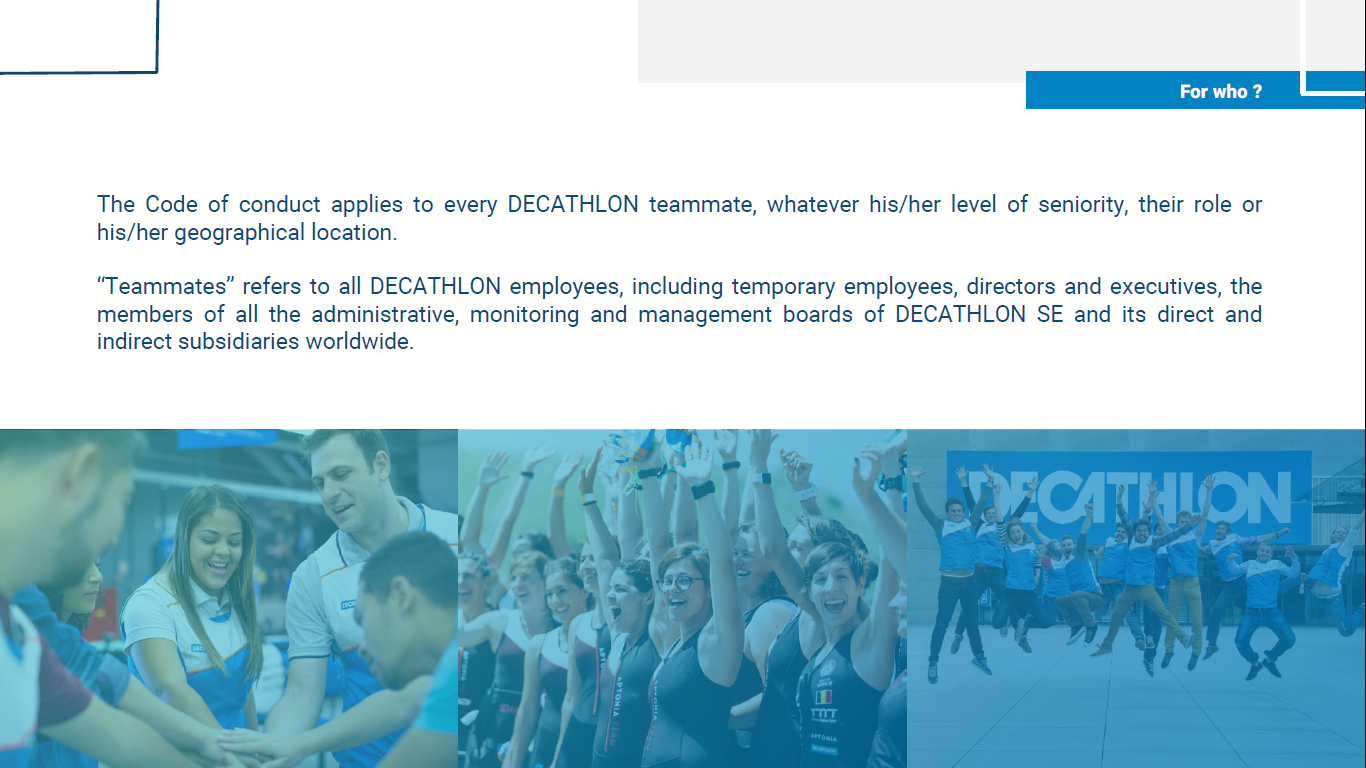 For who ?
The Code of conduct applies to every DECATHLON teammate, whatever his/her level of seniority, their role or
his/her geographical location.
“Teammates” refers to all DECATHLON employees, including temporary employees, directors and executives, the
members of all the administrative, monitoring and management boards of DECATHLON SE and its direct and
indirect subsidiaries worldwide.
DECATHLON
APTONIA
APTONIA
APTONIA